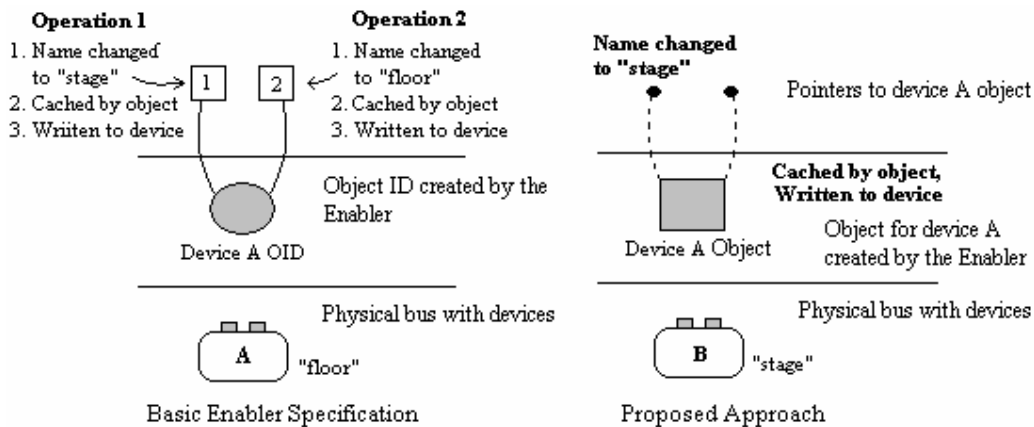 Operation 1
1. Name changed
to "stage"
2. Cached by object
3. Wriiten to device
1
2
Operation 2
1. Name changed
to "floor"
2. Cached by object
3. Written to device
Object ID created by the
Enabler
Device A OID
Physical bus with devices
A
"floor"
Basic Enabler Specification
Name changed
to "stage"
Pointers to device A object
Cached by object,
Written to device
Device A Object
Object for device A
created by the Enabler
Physical bus with devices
B
"stage"
Proposed Approach